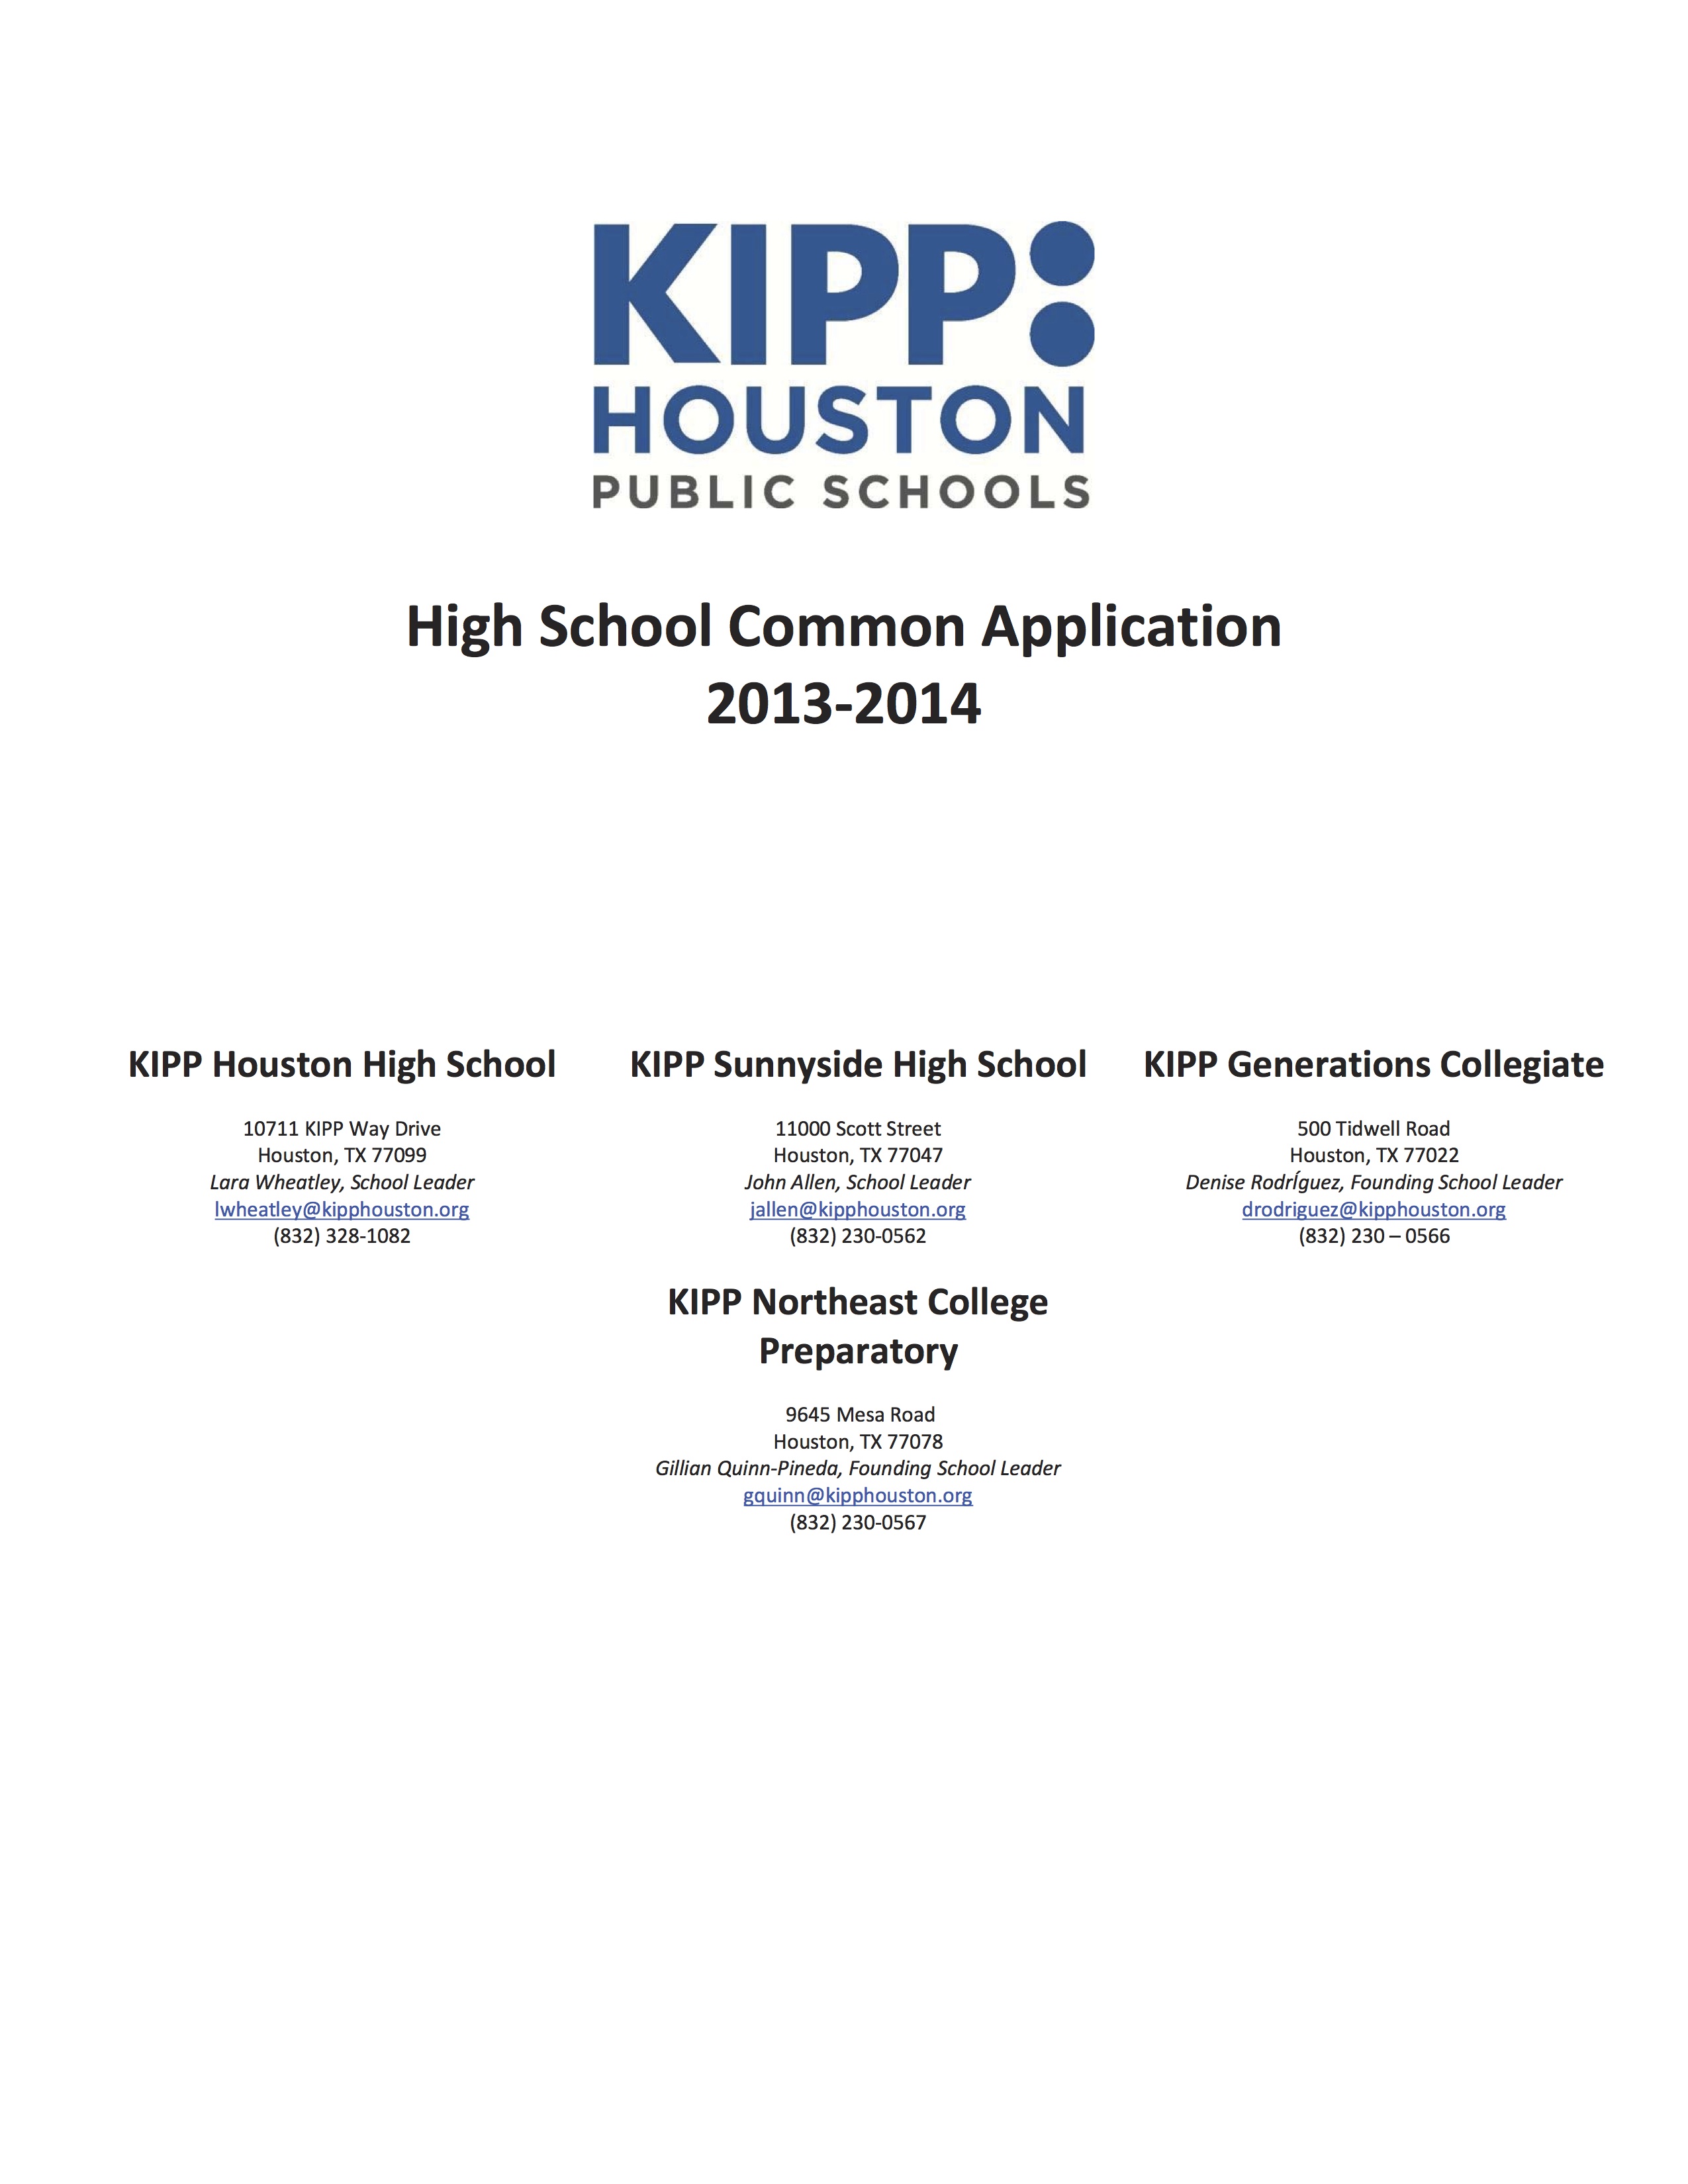 KIPP:
HOUSTON
PUBLIC SCHOOLS
High School Common Application
2013-2014
KIPP Houston High School
10711 KIPP Way Drive
Houston, TX 77099
Lara Wheatley, School Leader
lwheatley@kipphouston.org
(832) 328-1082
KIPP Sunnyside High School
11000 Scott Street
Houston, TX 77047
John Allen, School Leader
jallen@kipphouston.org
(832) 230-0562
KIPP Generations Collegiate
500 Tidwell Road
Houston, TX 77022
Denise RodrÍguez, Founding School Leader
drodriguez@kipphouston.org
(832) 230 – 0566
KIPP Northeast College
Preparatory
9645 Mesa Road
Houston, TX 77078
Gillian Quinn-Pineda, Founding School Leader
gquinn@kipphouston.org
(832) 230-0567